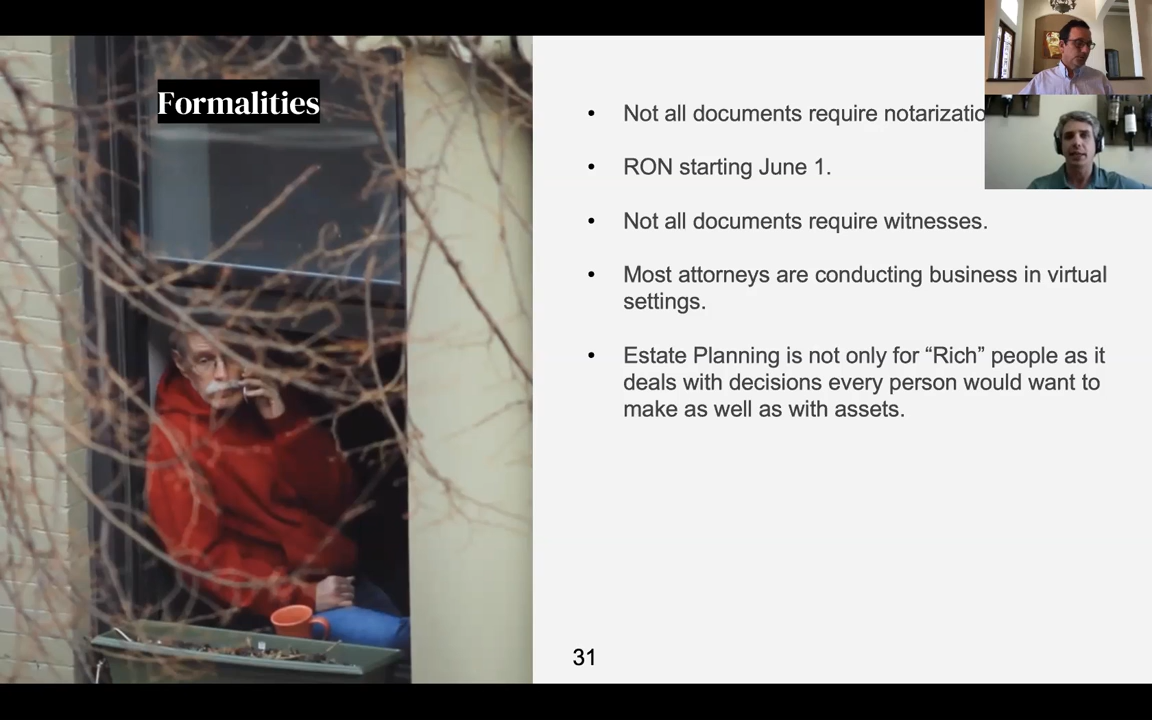 Formalities
• Not all documents require
• RON starting June 1.
• Not all documents require witnesses.
• Most attorneys are conducting business in virtual
settings.
• Estate Planning is not only for “Rich” people as it
deals with decisions every person would want to
make as well as with assets.
31